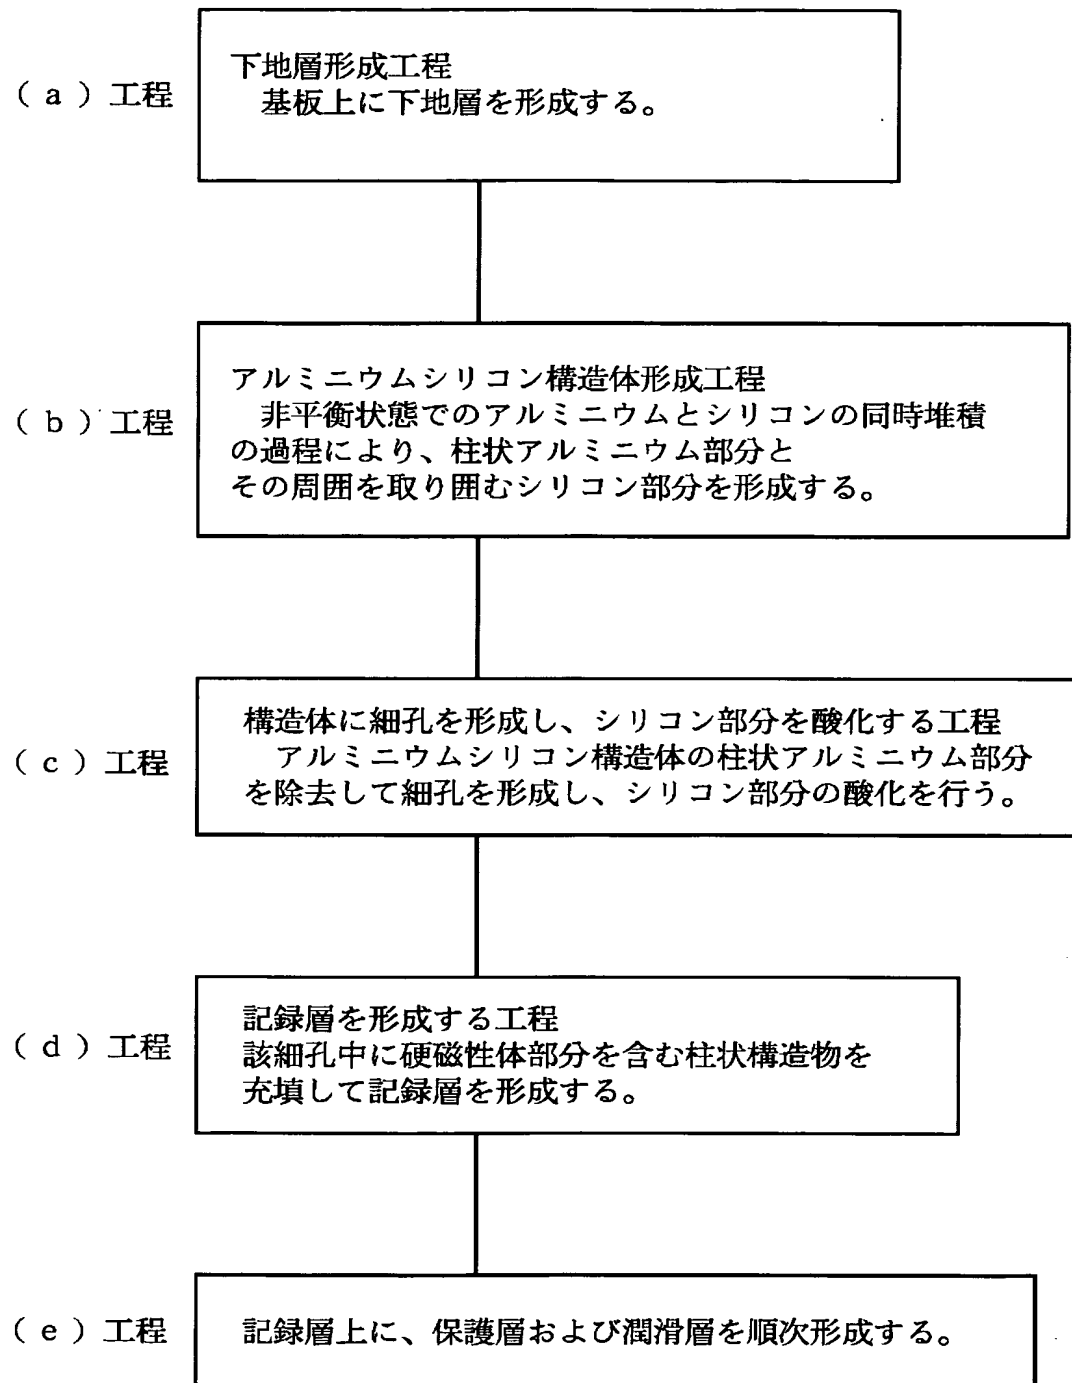 （a）工程
下地層形成工程
基板上に下地層を形成する。
（b）工程
アルミニウムシリコン構造体形成工程
非平衡状態でのアルミニウムとシリコンの同時堆積
の過程により、柱状アルミニウム部分と
その周囲を取り囲むシリコン部分を形成する。
（c）工程
構造体に細孔を形成し、シリコン部分を酸化する工程
アルミニウムシリコン構造体の柱状アルミニウム部分
を除去して細孔を形成し、シリコン部分の酸化を行う。
（d）工程
記録層を形成する工程
該細孔中に硬磁性体部分を含む柱状構造物を
充填して記録層を形成する。
（e）工程
記録層上に、保護層および潤滑層を順次形成する。